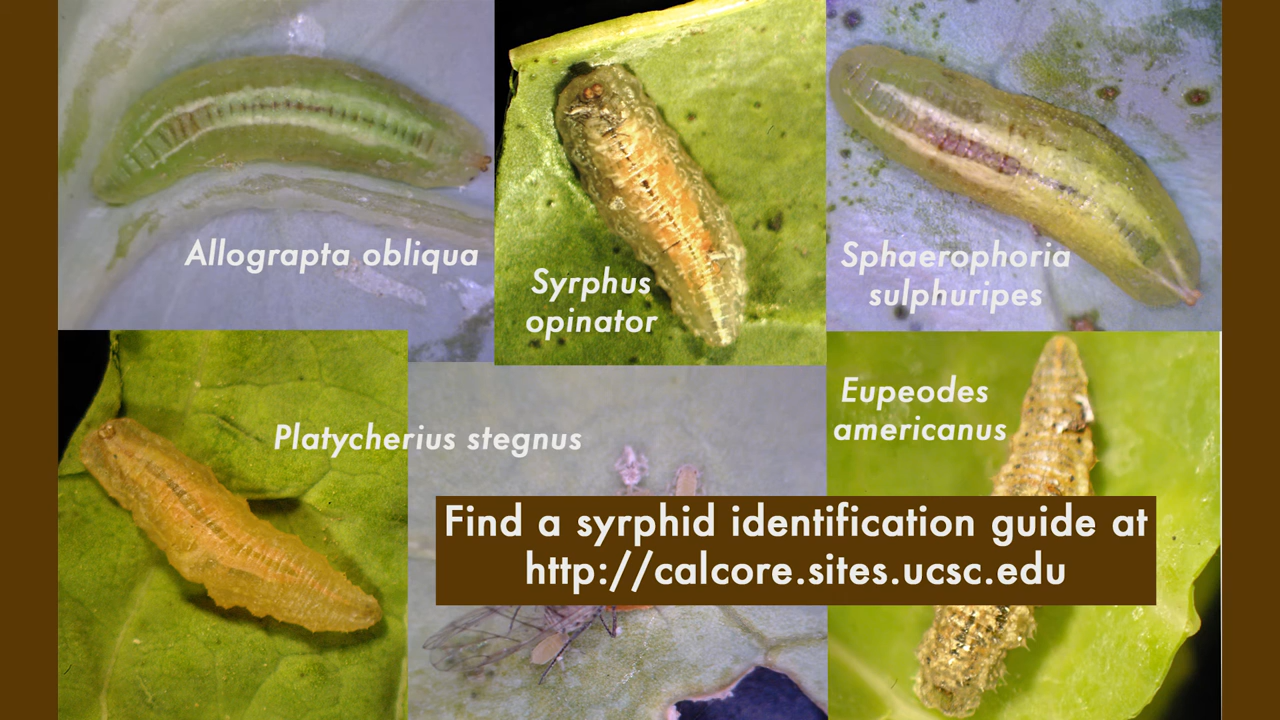 Allograpta obliqua
Syrphus
opinator
Sphaerophoria
sulphuripes
Platycherius stegnus
Eupeodes
americanus
Find a syrphid identification guide at
http://calcore.sites.ucsc.edu